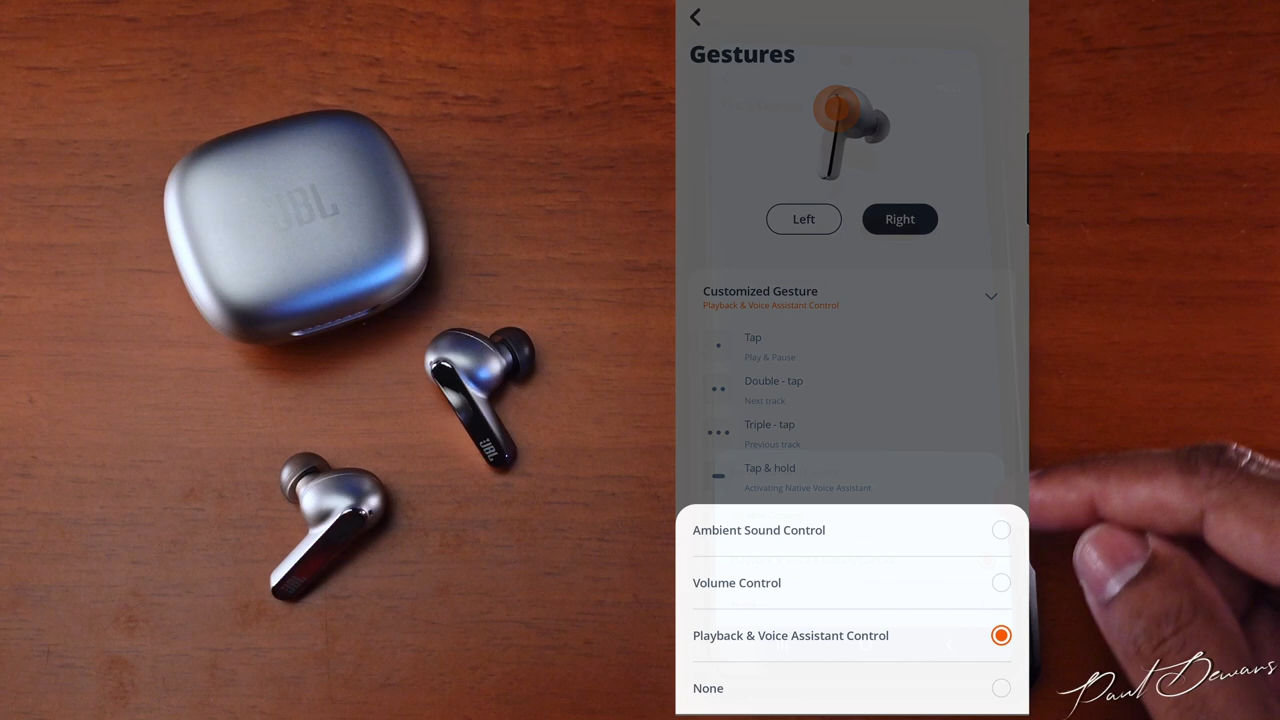 JBL
JBL
JBL
Gestures
Left
Right
Customized Gesture
Playback & Voice Assistant Control
Tap
Play & Pause
Double - tap
Next track
Triple - tap
Previous track
Tap & hold
Activating Native Voice Assistant
Ambient Sound Control
Volume Control
Playback & Voice Assistant Control
None
Paul Dewans